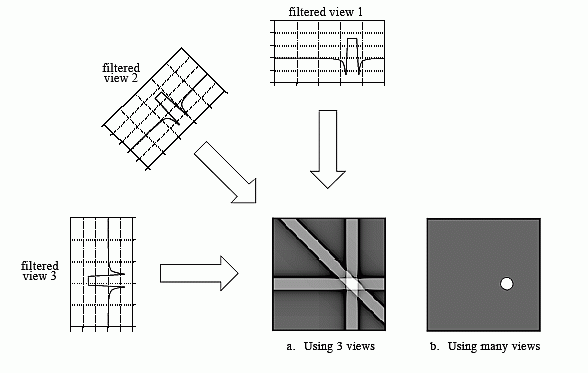 filtered view 1
filtered
view 2
filtered
view 3
a. Using 3 views
b. Using many views